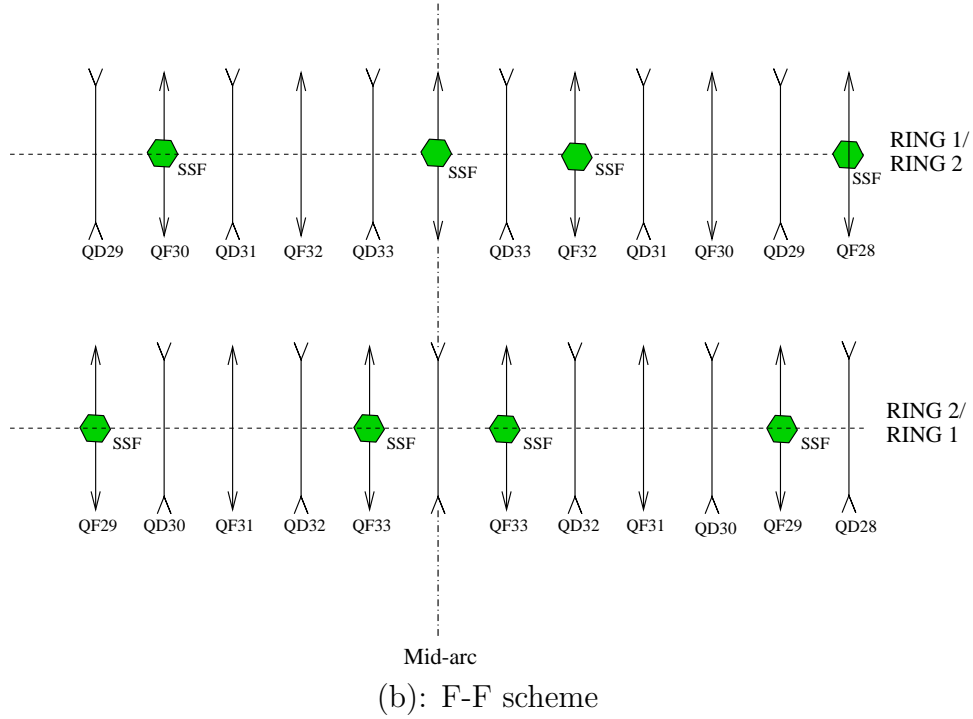 RING 1/
RING 2
SSF SSF SSF SSF
QD29 QF30 QD31 QF32 QD33 QD33 QF32 QD31 QF30 QD29 QF28
RING 2/
RING 1
SSF SSF SSF SSF
QF29 QD30 QF31 QD32 QF33 QF33 QD32 QF31 QD30 QF29 QD28
Mid-arc
(b): F-F scheme